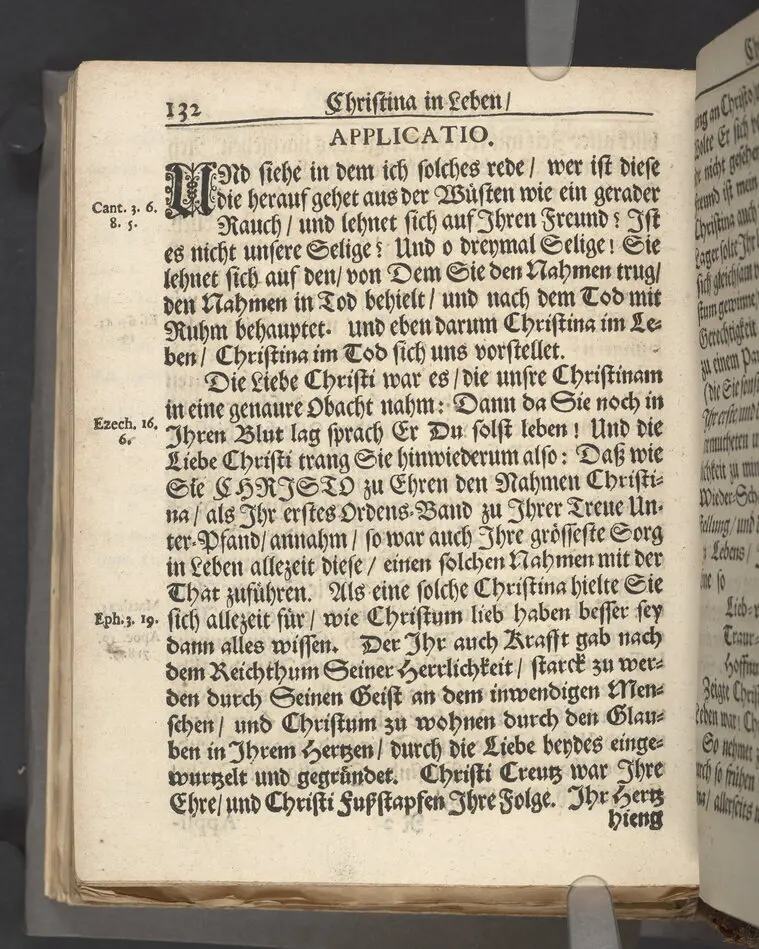 132 Christina in Leben/
APPLICATIO.
UNd siehe in dem ich solches rede/ wer ist diese
die herauf gehet aus der Wüsten wie ein gerader
Cant. 3. 6.
8. 5.
Rauch/ und lehnet sich auf Ihren Freund? Ist
es nicht unsere Selige? Und o dreymal Selige! Sie
lehnet sich auf den/ von Dem Sie den Nahmen trug/
den Nahmen in Tod behielt/ und nach dem Tod mit
Ruhm behauptet. Und eben darum Christina im Le-
ben/ Christina im Tod sich uns vorstellet.
Die Liebe Christi war es/ die unsre Christinam
in eine genaure Obacht nahm: Dann da Sie noch in
Ezech. 16.
6.
Ihren Blut lag sprach Er Du solst leben! Und die
Liebe Christi trang Sie hinwiederum also: Daß wie
Sie CHRISTO zu Ehren den Nahmen Christi-
na/ als Ihr erstes Ordens-Band zu Ihrer Treue Un-
ter-Pfand/ annahm/ so war auch Ihre grösseste Sorg
in Leben allezeit diese/ einen solchen Nahmen mit der
That zuführen. Als eine solche Christina hielte Sie
Eph. 3. 19.
sich allezeit für/ wie Christum lieb haben besser sey
dann alles wissen. Der Ihr auch Krafft gab nach
dem Reichthum Seiner Herrlichkeit/ starck zu wer-
den durch Seinen Geist an dem inwendigen Men-
schen/ und Christum zu wohnen durch den Glau-
ben in Ihrem Hertzen/ durch die Liebe beydes einge-
wurtzelt und gegründet. Christi Creutz war Ihre
Ehre/ und Christi Fußstapfen Ihre Folge. Ihr Hertz
hieng